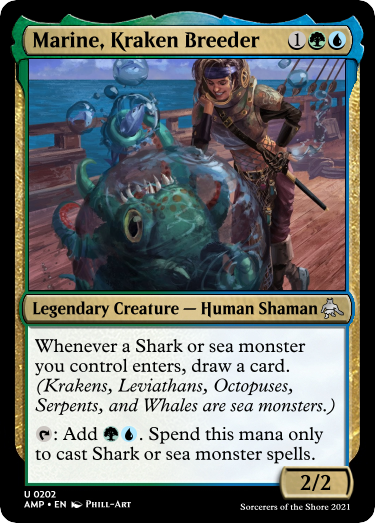 Marine, Kraken Breeder 1
Legendary Creature — Human Shaman
Whenever a Shark or sea monster
you control enters, draw a card.
(Krakens, Leviathans, Octopuses,
Serpents, and Whales are sea monsters.)
: Add . Spend this mana only
to cast Shark or sea monster spells.
2/2
U 0202
AMP • EN Phill-Art
Sorcerers of the Shore 2021